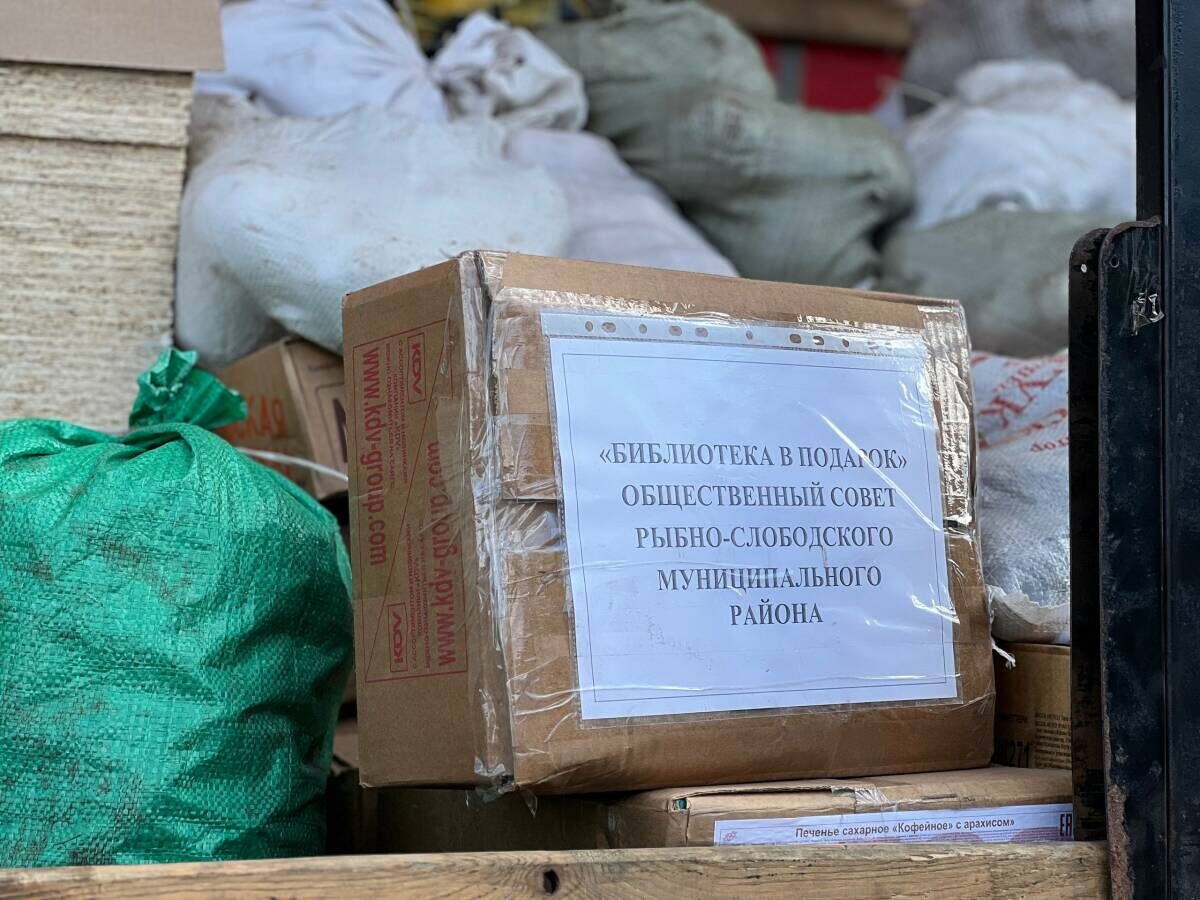 «БИБЛИОТЕКА В ПОДАРОК»
ОБЩЕСТВЕННЫЙ СОВЕТ
РЫБНО-СЛОБОДСКОГО
МУНИЦИПАЛЬНОГО
РАЙОНА
www.kdv-group.com
KDV
www.kdv-group.com
KDV
Печенье сахарное «Кофейное» с арахисом»